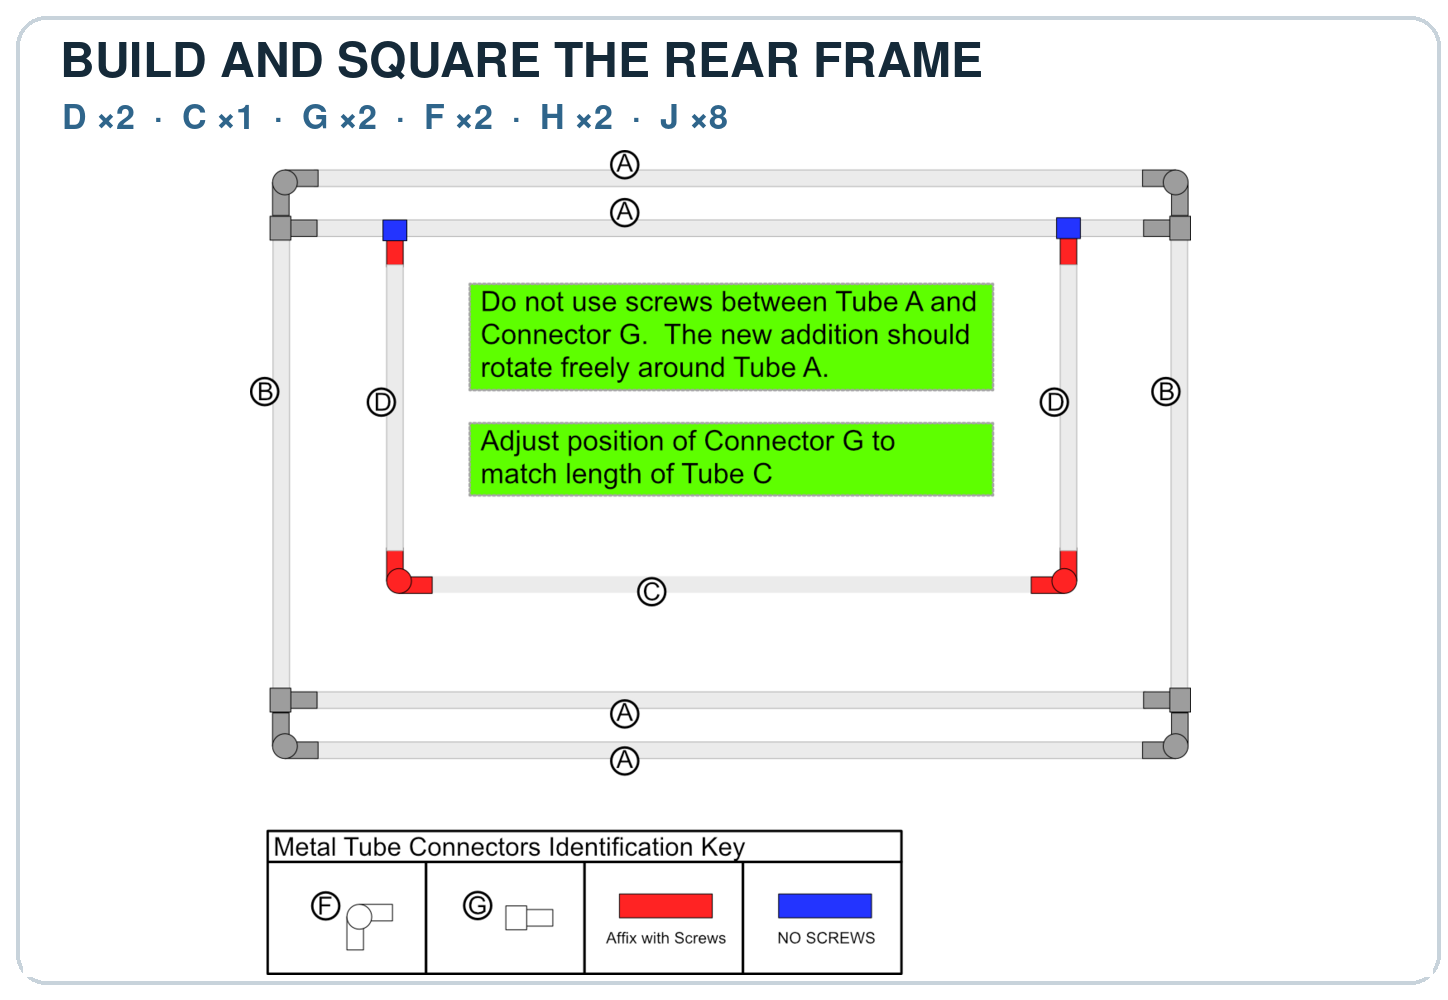 BUILD AND SQUARE THE REAR FRAME
D ×2 · C ×1 · G ×2 · F ×2 · H ×2 · J ×8
A
A
Do not use screws between Tube A and
Connector G.  The new addition should
rotate freely around Tube A.
B
D
D
B
Adjust position of Connector G to
match length of Tube C
C
A
A
Metal Tube Connectors Identification Key
F
G
Affix with Screws
NO SCREWS